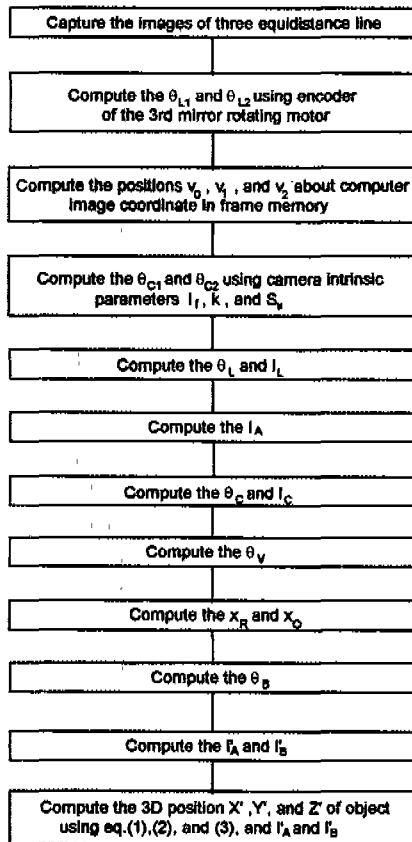 Capture the images of three equidistance line
Compute the θL1 and θL2 using encoder
of the 3rd mirror rotating motor
Compute the positions v0 , v1 , and v2 about computer
image coordinate in frame memory
Compute the θC1 and θC2 using camera intrinsic
parameters lf , k , and
Compute the θL and lL
Compute the lA
Compute the θC and lC
Compute the θV
Compute the xR and xO
Compute the θB
Compute the l'A and l'B
Compute the 3D position X' ,Y', and Z' of object
using eq.(1),(2), and (3), and l'A and l'B